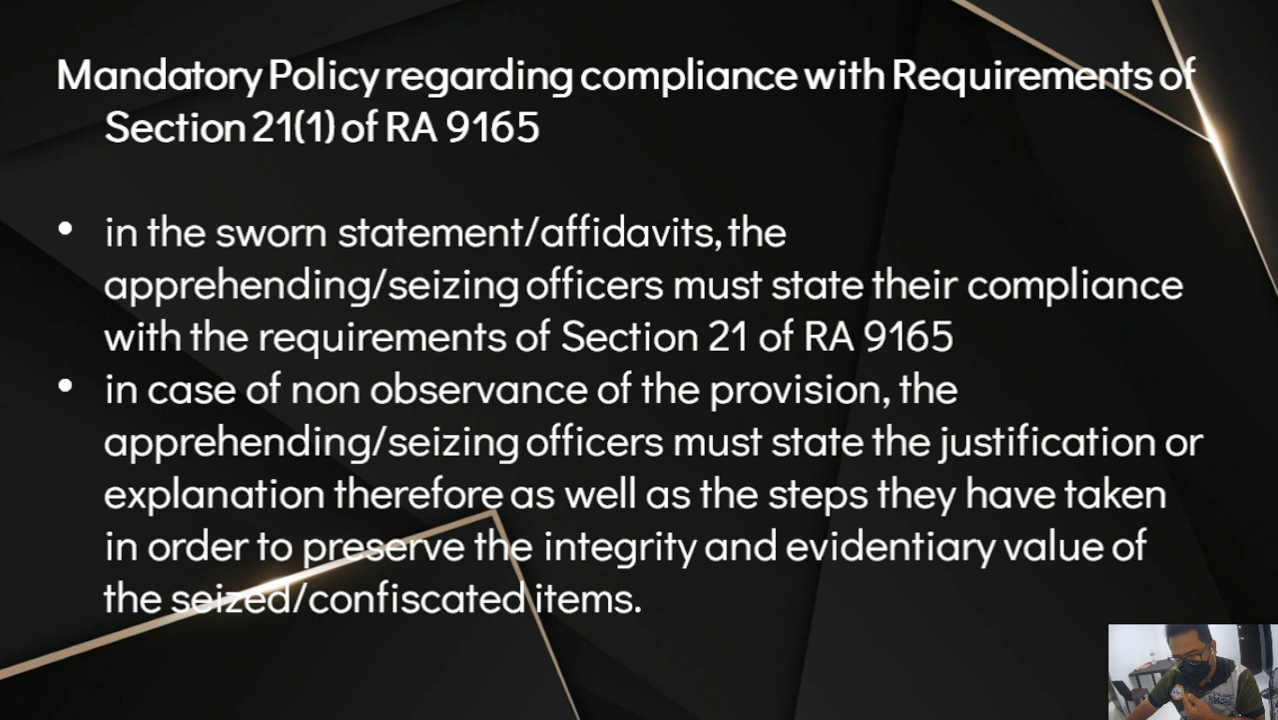 Mandatory Policy regarding compliance with Requirements of
Section 21(1) of RA 9165
• in the sworn statement/affidavits, the
apprehending/seizing officers must state their compliance
with the requirements of Section 21 of RA 9165
• in case of non observance of the provision, the
apprehending/seizing officers must state the justification or
explanation therefore as well as the steps they have taken
in order to preserve the integrity and evidentiary value of
the seized/confiscated items.